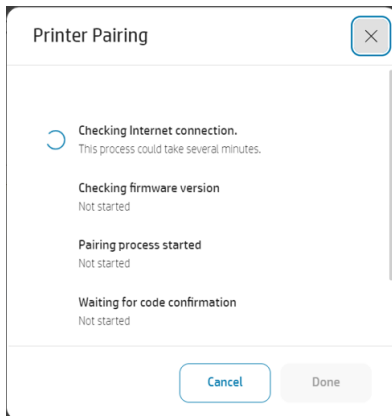 Printer Pairing
Checking Internet connection.
This process could take several minutes.
Checking firmware version
Not started
Pairing process started
Not started
Waiting for code confirmation
Not started
Cancel
Done